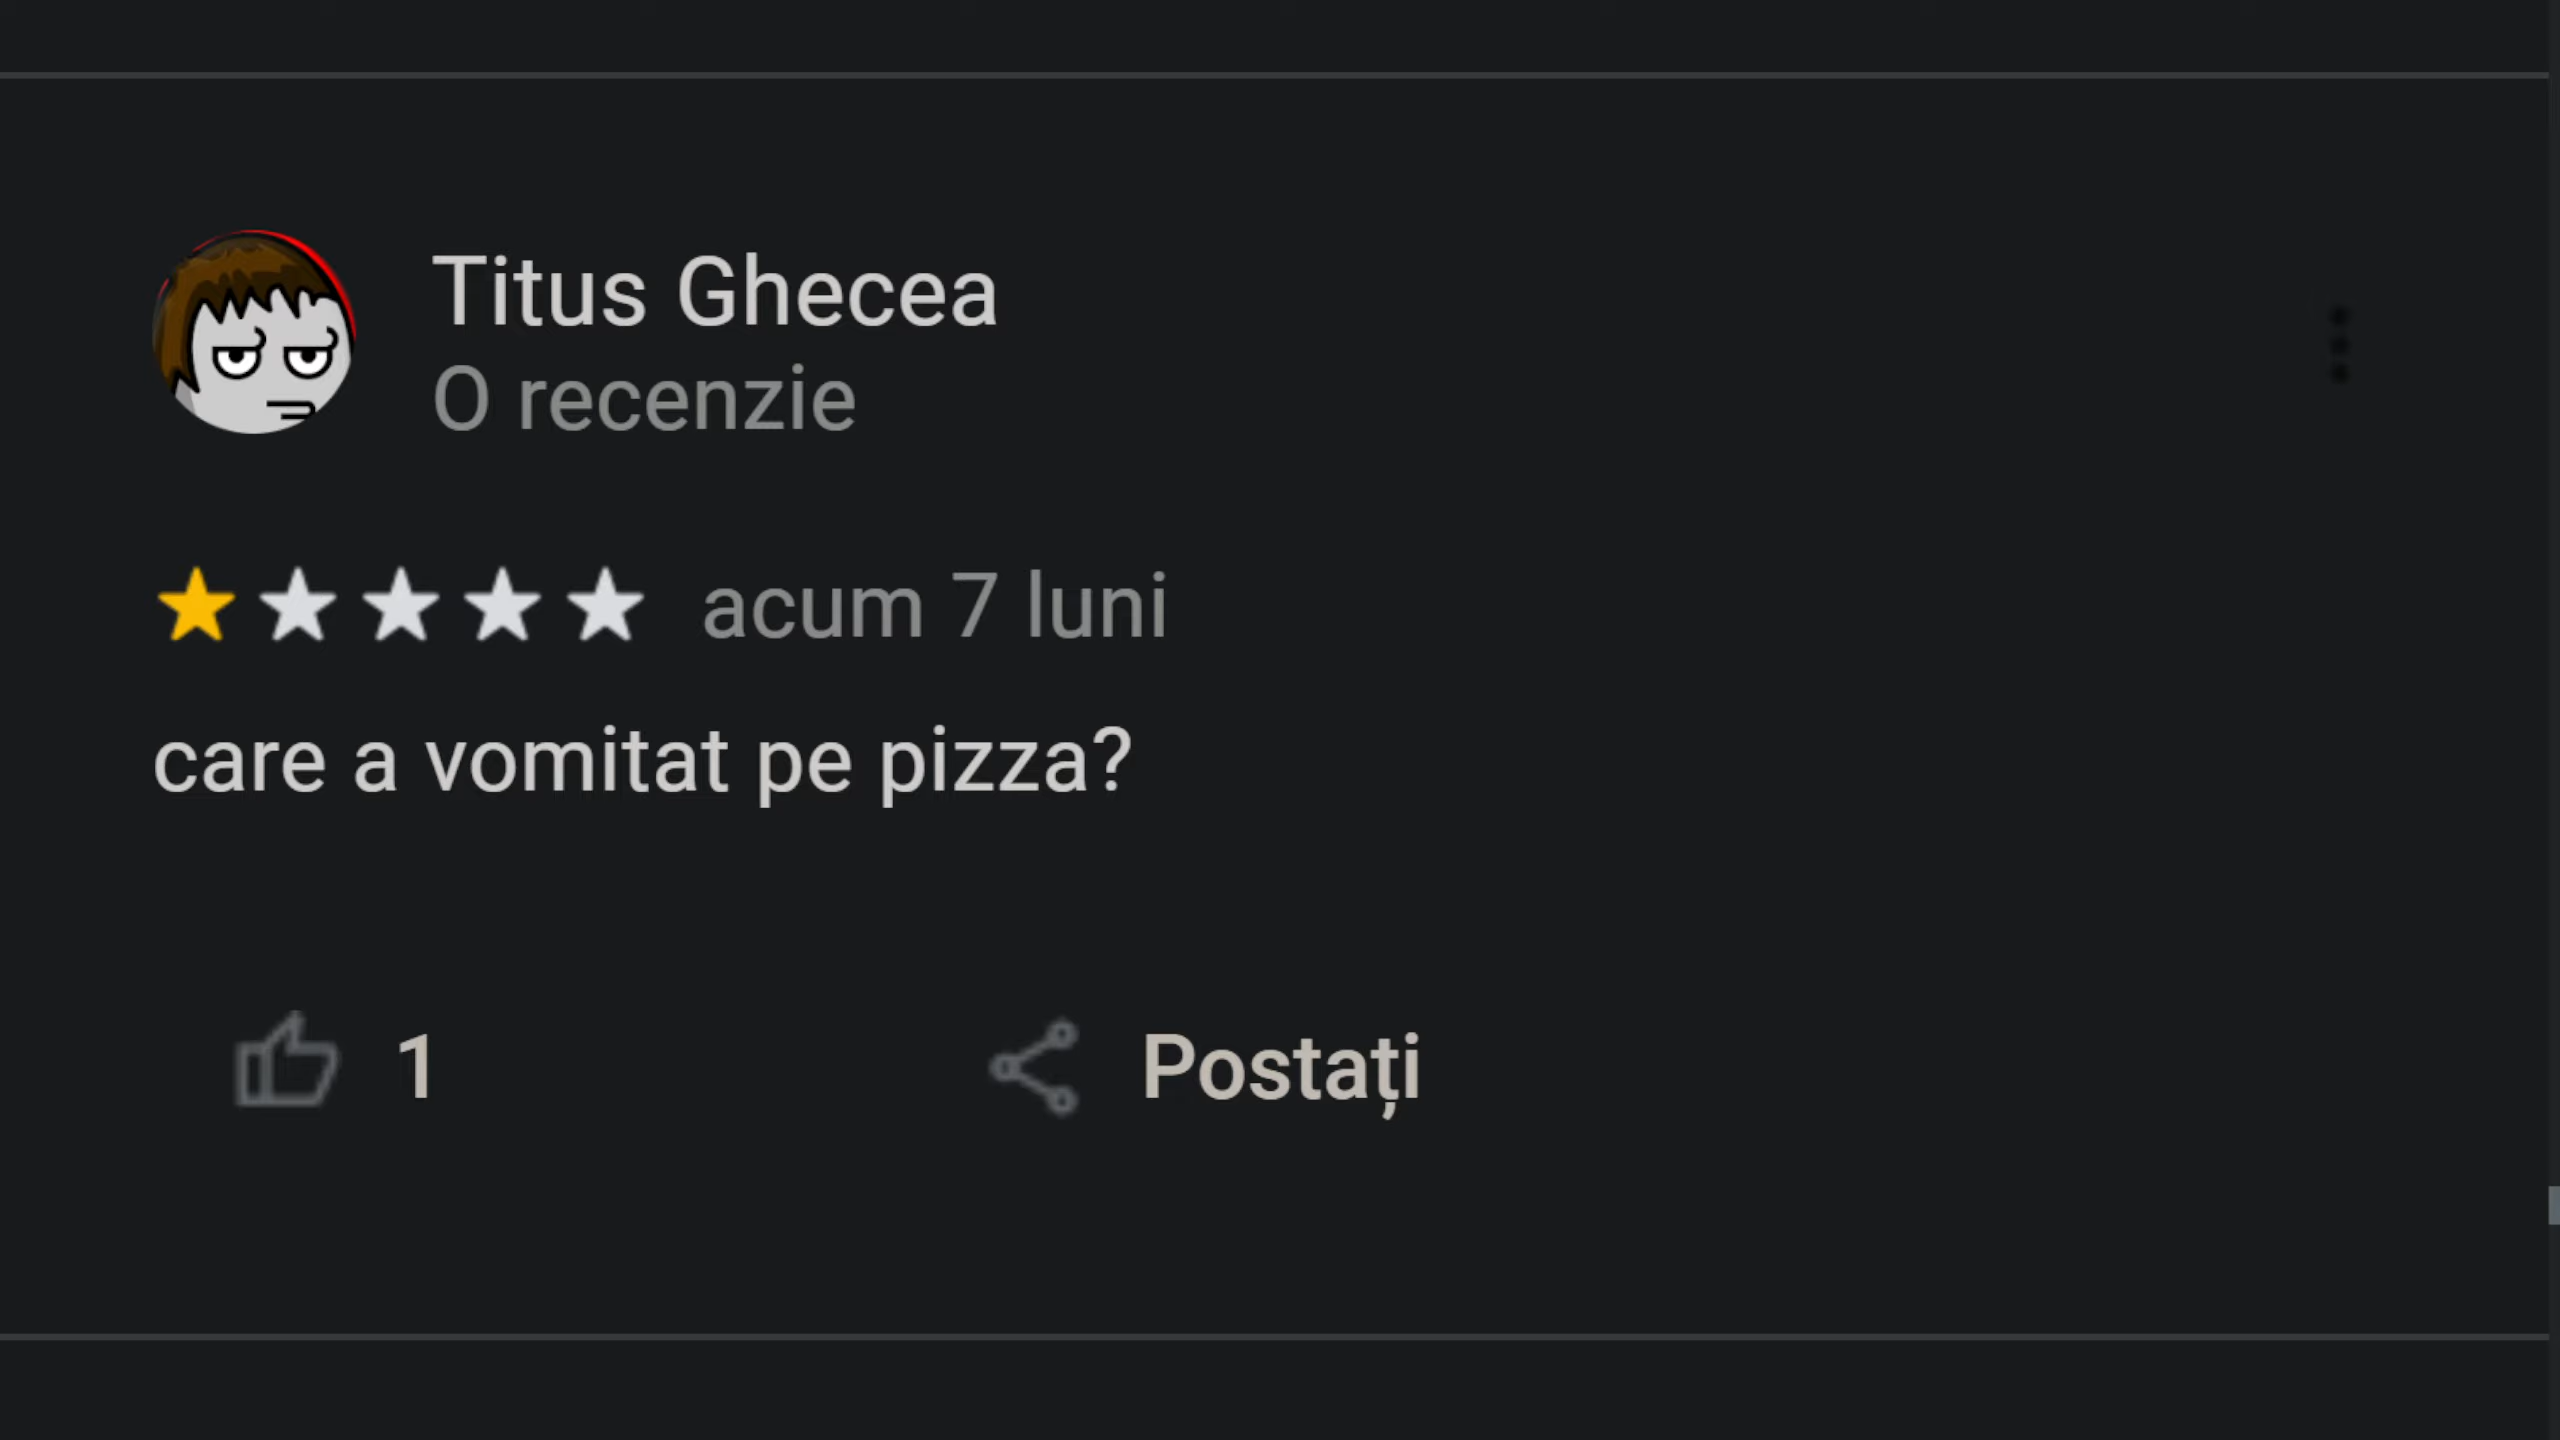 Titus Ghecea
O recenzie
acum 7 luni
care a vomitat pe pizza?
1
Postați